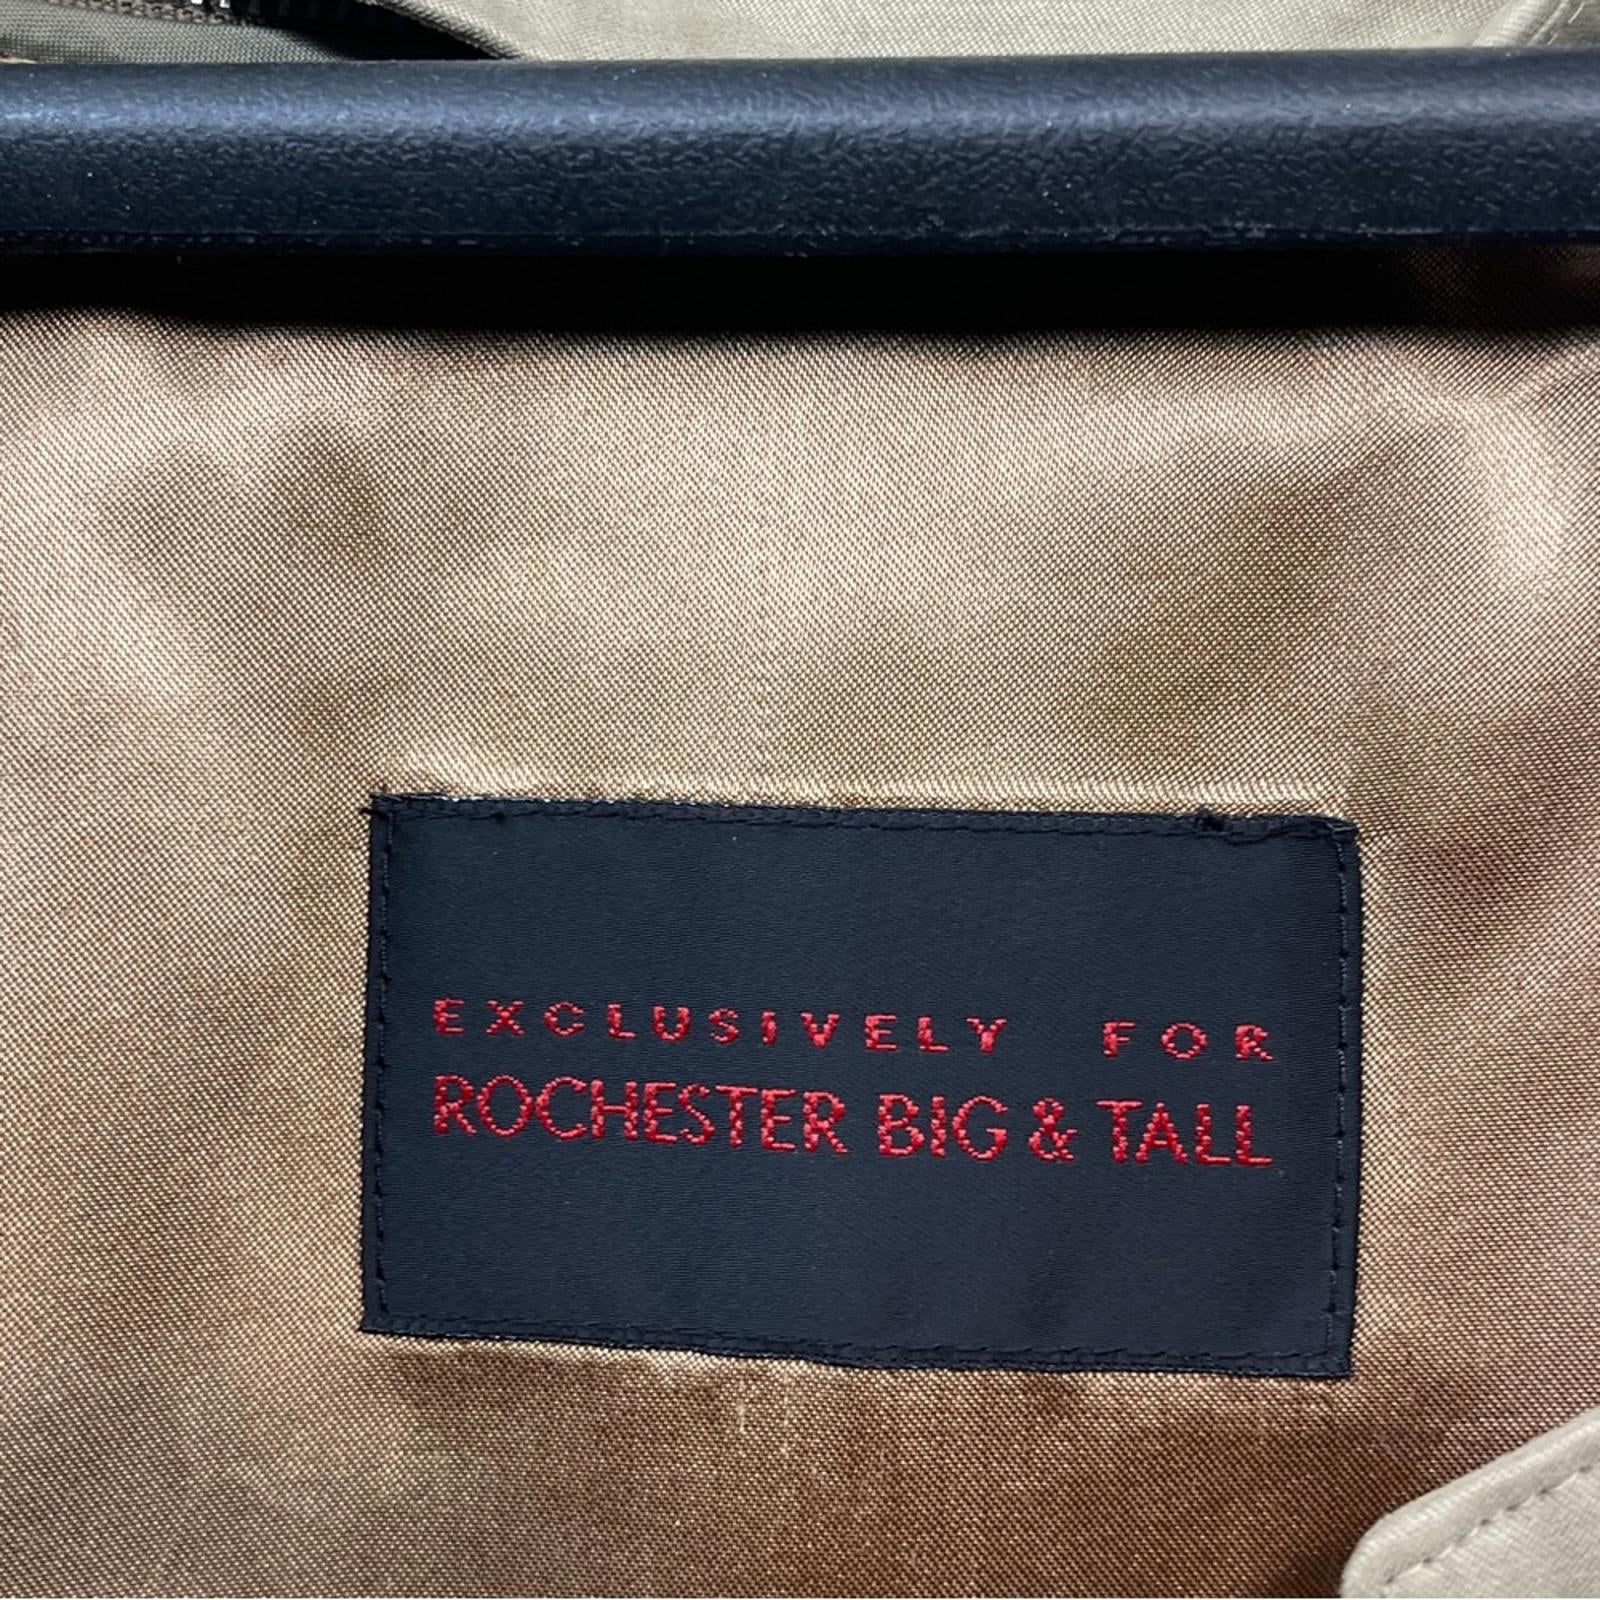 EXCLUSIVELY FOR
ROCHESTER BIG & TALL